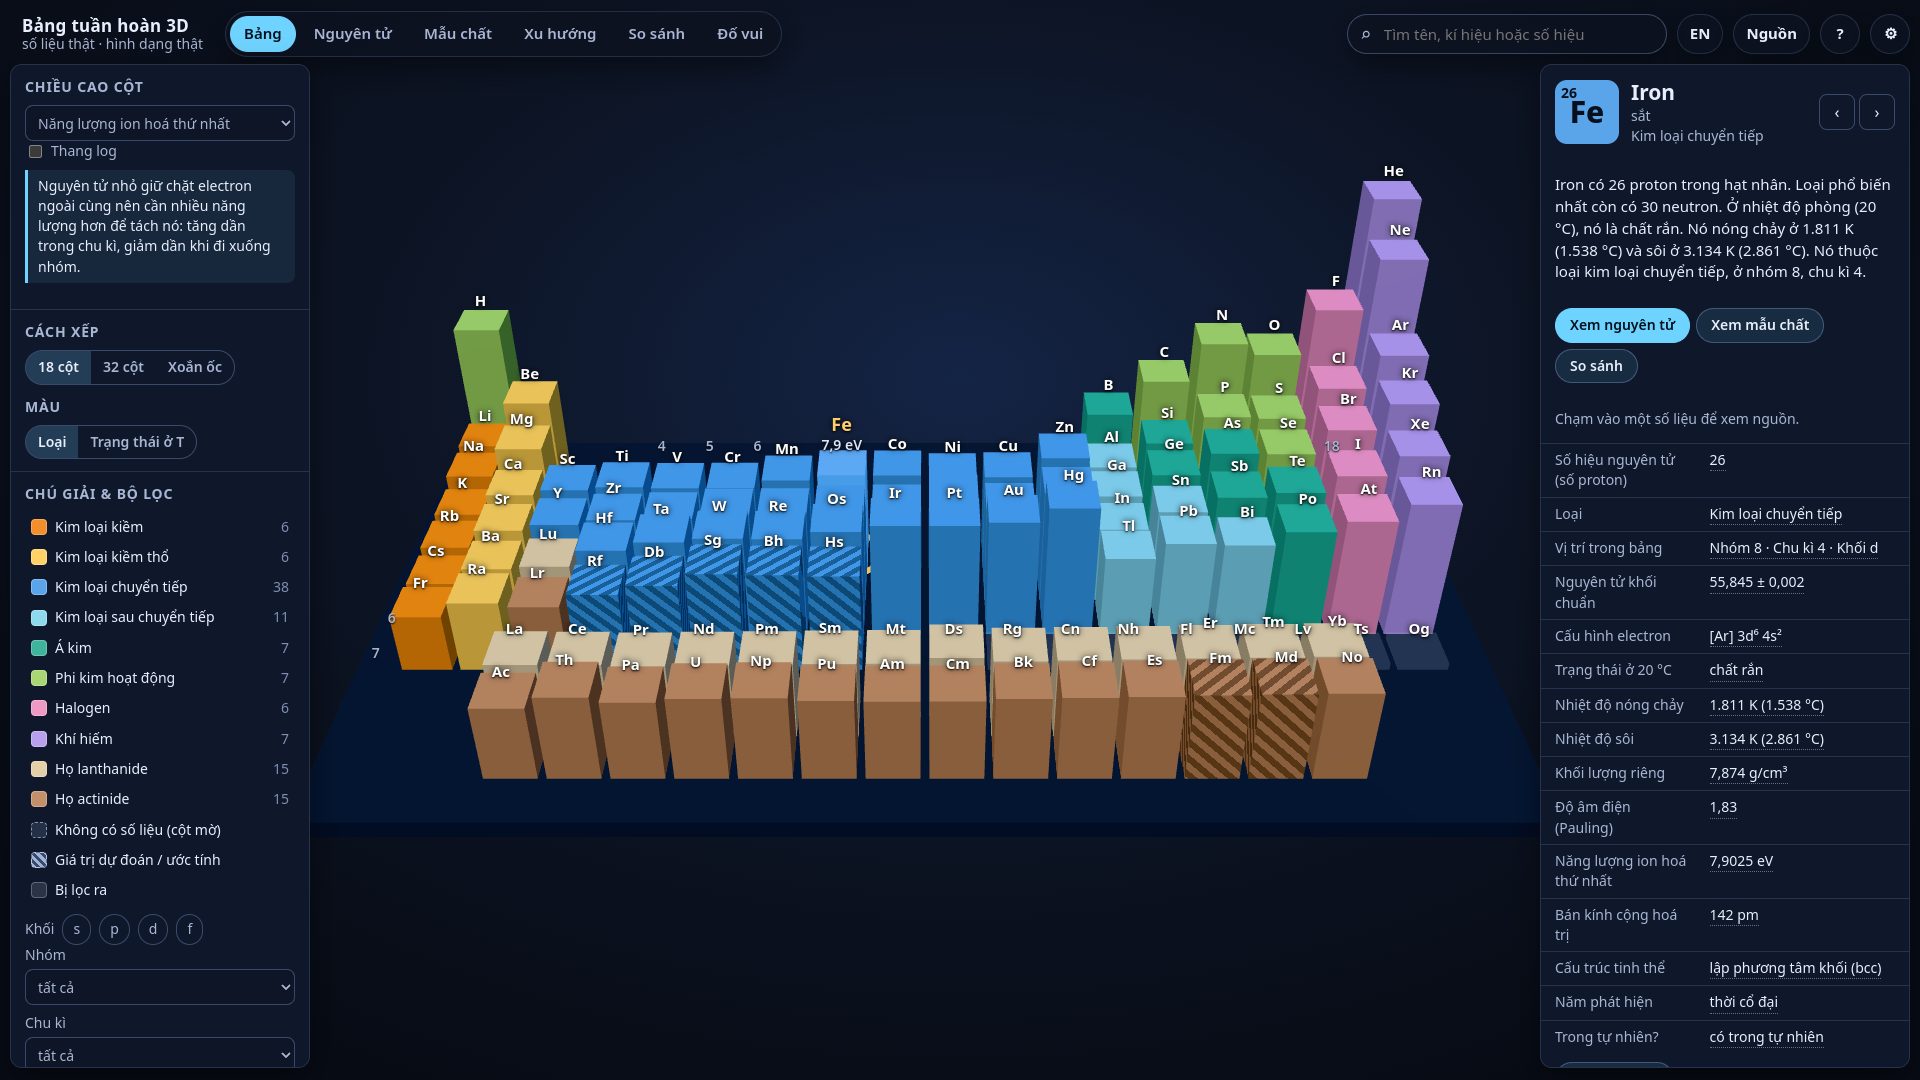 Bảng tuần hoàn 3D
số liệu thật · hình dạng thật
Bảng
Nguyên tử
Mẫu chất
Xu hướng
So sánh
Đố vui
Tìm tên, kí hiệu hoặc số hiệu
EN
Nguồn
?
CHIỀU CAO CỘT
Năng lượng ion hoá thứ nhất
Thang log
Nguyên tử nhỏ giữ chặt electron
ngoài cùng nên cần nhiều năng
lượng hơn để tách nó: tăng dần
trong chu kì, giảm dần khi đi xuống
nhóm.
CÁCH XẾP
18 cột
32 cột
Xoắn ốc
MÀU
Loại
Trạng thái ở T
CHÚ GIẢI & BỘ LỌC
Kim loại kiềm 6
Kim loại kiềm thổ 6
Kim loại chuyển tiếp 38
Kim loại sau chuyển tiếp 11
Á kim 7
Phi kim hoạt động 7
Halogen 6
Khí hiếm 7
Họ lanthanide 15
Họ actinide 15
Không có số liệu (cột mờ)
Giá trị dự đoán / ước tính
Bị lọc ra
Khối s p d f
Nhóm
tất cả
Chu kì
tất cả
He
Ne
F
H
N
O
Ar
C
Cl
Kr
Be
B
P
S
Br
Li
Mg
Si
As
Se
Xe
Fe
7,9 eV
Zn
Al
Ge
I
18
Na
Ca
Sc
Ti
4
V
5
Cr
6
Mn
Co
Ni
Cu
Hg
Ga
Sb
Te
Rn
K
Sr
Y
Zr
Ta
W
Re
Os
Ir
Pt
Au
In
Sn
Pb
Bi
Po
At
Rb
Ba
Lu
Hf
Tl
Cs
Ra
Lr
Rf
Db
Sg
Bh
Hs
Fr
6
7
La
Ce
Pr
Nd
Pm
Sm
Mt
Ds
Rg
Cn
Nh
Fl
Er
Mc
Tm
Lv
Yb
Ts
Og
Ac
Th
Pa
U
Np
Pu
Am
Cm
Bk
Cf
Es
Fm
Md
No
26
Fe
Iron
sắt
Kim loại chuyển tiếp
‹
›
Iron có 26 proton trong hạt nhân. Loại phổ biến
nhất còn có 30 neutron. Ở nhiệt độ phòng (20
°C), nó là chất rắn. Nó nóng chảy ở 1.811 K
(1.538 °C) và sôi ở 3.134 K (2.861 °C). Nó thuộc
loại kim loại chuyển tiếp, ở nhóm 8, chu kì 4.
Xem nguyên tử
Xem mẫu chất
So sánh
Chạm vào một số liệu để xem nguồn.
Số hiệu nguyên tử 26
(số proton)
Loại Kim loại chuyển tiếp
Vị trí trong bảng Nhóm 8 · Chu kì 4 · Khối d
Nguyên tử khối 55,845 ± 0,002
chuẩn
Cấu hình electron [Ar] 3d⁶ 4s²
Trạng thái ở 20 °C chất rắn
Nhiệt độ nóng chảy 1.811 K (1.538 °C)
Nhiệt độ sôi 3.134 K (2.861 °C)
Khối lượng riêng 7,874 g/cm³
Độ âm điện 1,83
(Pauling)
Năng lượng ion hoá 7,9025 eV
thứ nhất
Bán kính cộng hoá 142 pm
trị
Cấu trúc tinh thể lập phương tâm khối (bcc)
Năm phát hiện thời cổ đại
Trong tự nhiên? có trong tự nhiên